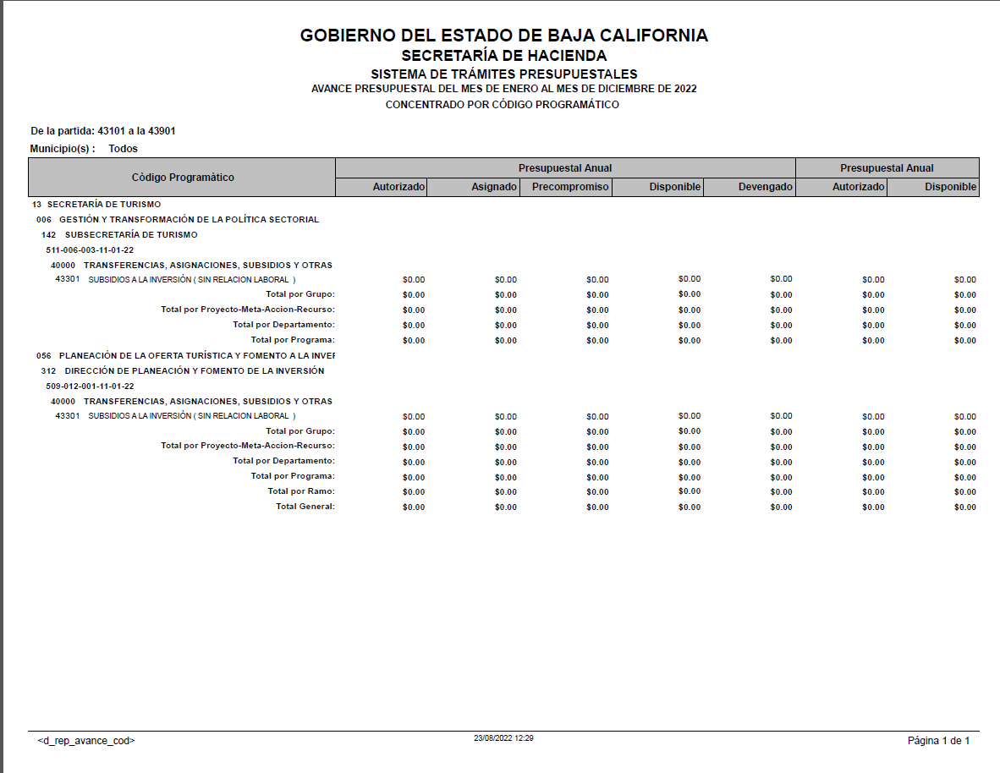 GOBIERNO DEL ESTADO DE BAJA CALIFORNIA
SECRETARÍA DE HACIENDA
SISTEMA DE TRÁMITES PRESUPUESTALES
AVANCE PRESUPUESTAL DEL MES DE ENERO AL MES DE DICIEMBRE DE 2022
CONCENTRADO POR CÓDIGO PROGRAMÁTICO
De la partida: 43101 a la 43901
Municipio(s) : Todos
Còdigo Programàtico Presupuestal Anual Presupuestal Anual
Autorizado Asignado Precompromiso Disponible Devengado Autorizado Disponible
13 SECRETARÍA DE TURISMO
006 GESTIÓN Y TRANSFORMACIÓN DE LA POLÍTICA SECTORIAL
142 SUBSECRETARÍA DE TURISMO
511-006-003-11-01-22
40000 TRANSFERENCIAS, ASIGNACIONES, SUBSIDIOS Y OTRAS
43301 SUBSIDIOS A LA INVERSIÓN ( SIN RELACION LABORAL ) $0.00 $0.00 $0.00 $0.00 $0.00 $0.00 $0.00
Total por Grupo: $0.00 $0.00 $0.00 $0.00 $0.00 $0.00 $0.00
Total por Proyecto-Meta-Accion-Recurso: $0.00 $0.00 $0.00 $0.00 $0.00 $0.00 $0.00
Total por Departamento: $0.00 $0.00 $0.00 $0.00 $0.00 $0.00 $0.00
Total por Programa: $0.00 $0.00 $0.00 $0.00 $0.00 $0.00 $0.00
056 PLANEACIÓN DE LA OFERTA TURÍSTICA Y FOMENTO A LA INVER
312 DIRECCIÓN DE PLANEACIÓN Y FOMENTO DE LA INVERSIÓN
509-012-001-11-01-22
40000 TRANSFERENCIAS, ASIGNACIONES, SUBSIDIOS Y OTRAS
43301 SUBSIDIOS A LA INVERSIÓN ( SIN RELACION LABORAL ) $0.00 $0.00 $0.00 $0.00 $0.00 $0.00 $0.00
Total por Grupo: $0.00 $0.00 $0.00 $0.00 $0.00 $0.00 $0.00
Total por Proyecto-Meta-Accion-Recurso: $0.00 $0.00 $0.00 $0.00 $0.00 $0.00 $0.00
Total por Departamento: $0.00 $0.00 $0.00 $0.00 $0.00 $0.00 $0.00
Total por Programa: $0.00 $0.00 $0.00 $0.00 $0.00 $0.00 $0.00
Total por Ramo: $0.00 $0.00 $0.00 $0.00 $0.00 $0.00 $0.00
Total General: $0.00 $0.00 $0.00 $0.00 $0.00 $0.00 $0.00
<d_rep_avance_cod> 23/08/2022 12:29 Página 1 de 1